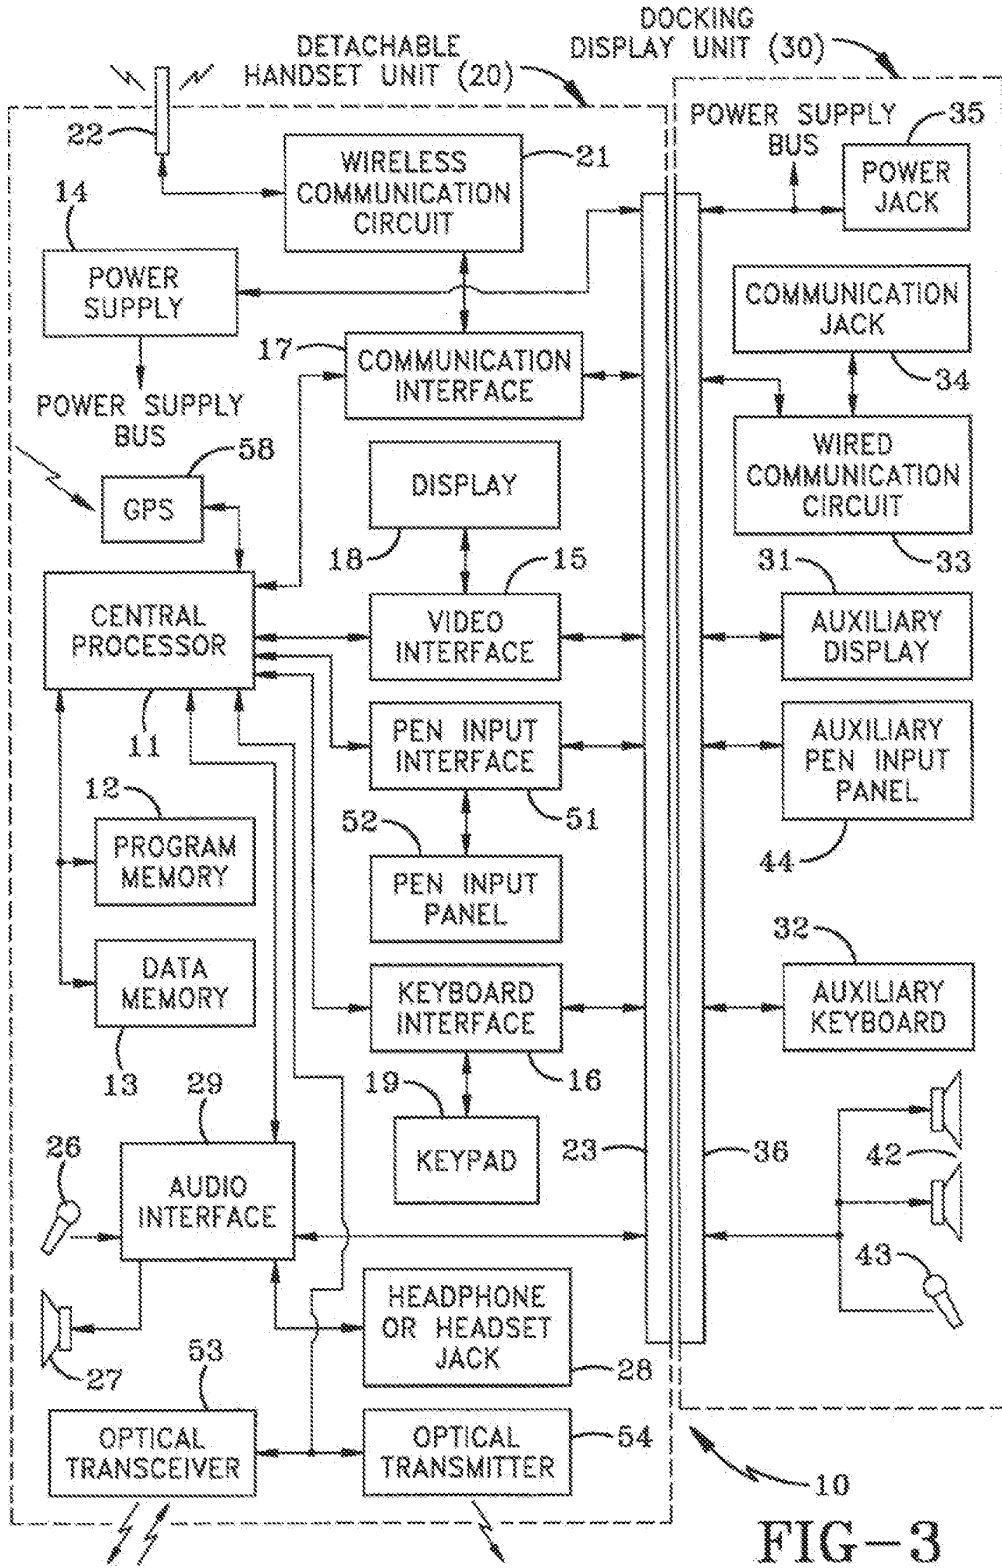 DOCKING
DISPLAY UNIT (30)
DETACHABLE
HANDSET UNIT (20)
22
WIRELESS
COMMUNICATION
CIRCUIT
21
POWER SUPPLY
BUS
35
POWER
JACK
14
POWER
SUPPLY
POWER SUPPLY
BUS
17
COMMUNICATION
INTERFACE
COMMUNICATION
JACK
34
WIRED
COMMUNICATION
CIRCUIT
33
58
GPS
DISPLAY
18
15
VIDEO
INTERFACE
31
AUXILIARY
DISPLAY
CENTRAL
PROCESSOR
11
PEN INPUT
INTERFACE
51
AUXILIARY
PEN INPUT
PANEL
44
12
PROGRAM
MEMORY
52
PEN INPUT
PANEL
DATA
MEMORY
13
KEYBOARD
INTERFACE
16
32
AUXILIARY
KEYBOARD
19
KEYPAD
23
36
42
43
29
AUDIO
INTERFACE
26
27
HEADPHONE
OR HEADSET
JACK
28
53
OPTICAL
TRANSCEIVER
OPTICAL
TRANSMITTER
54
10
FIG-3